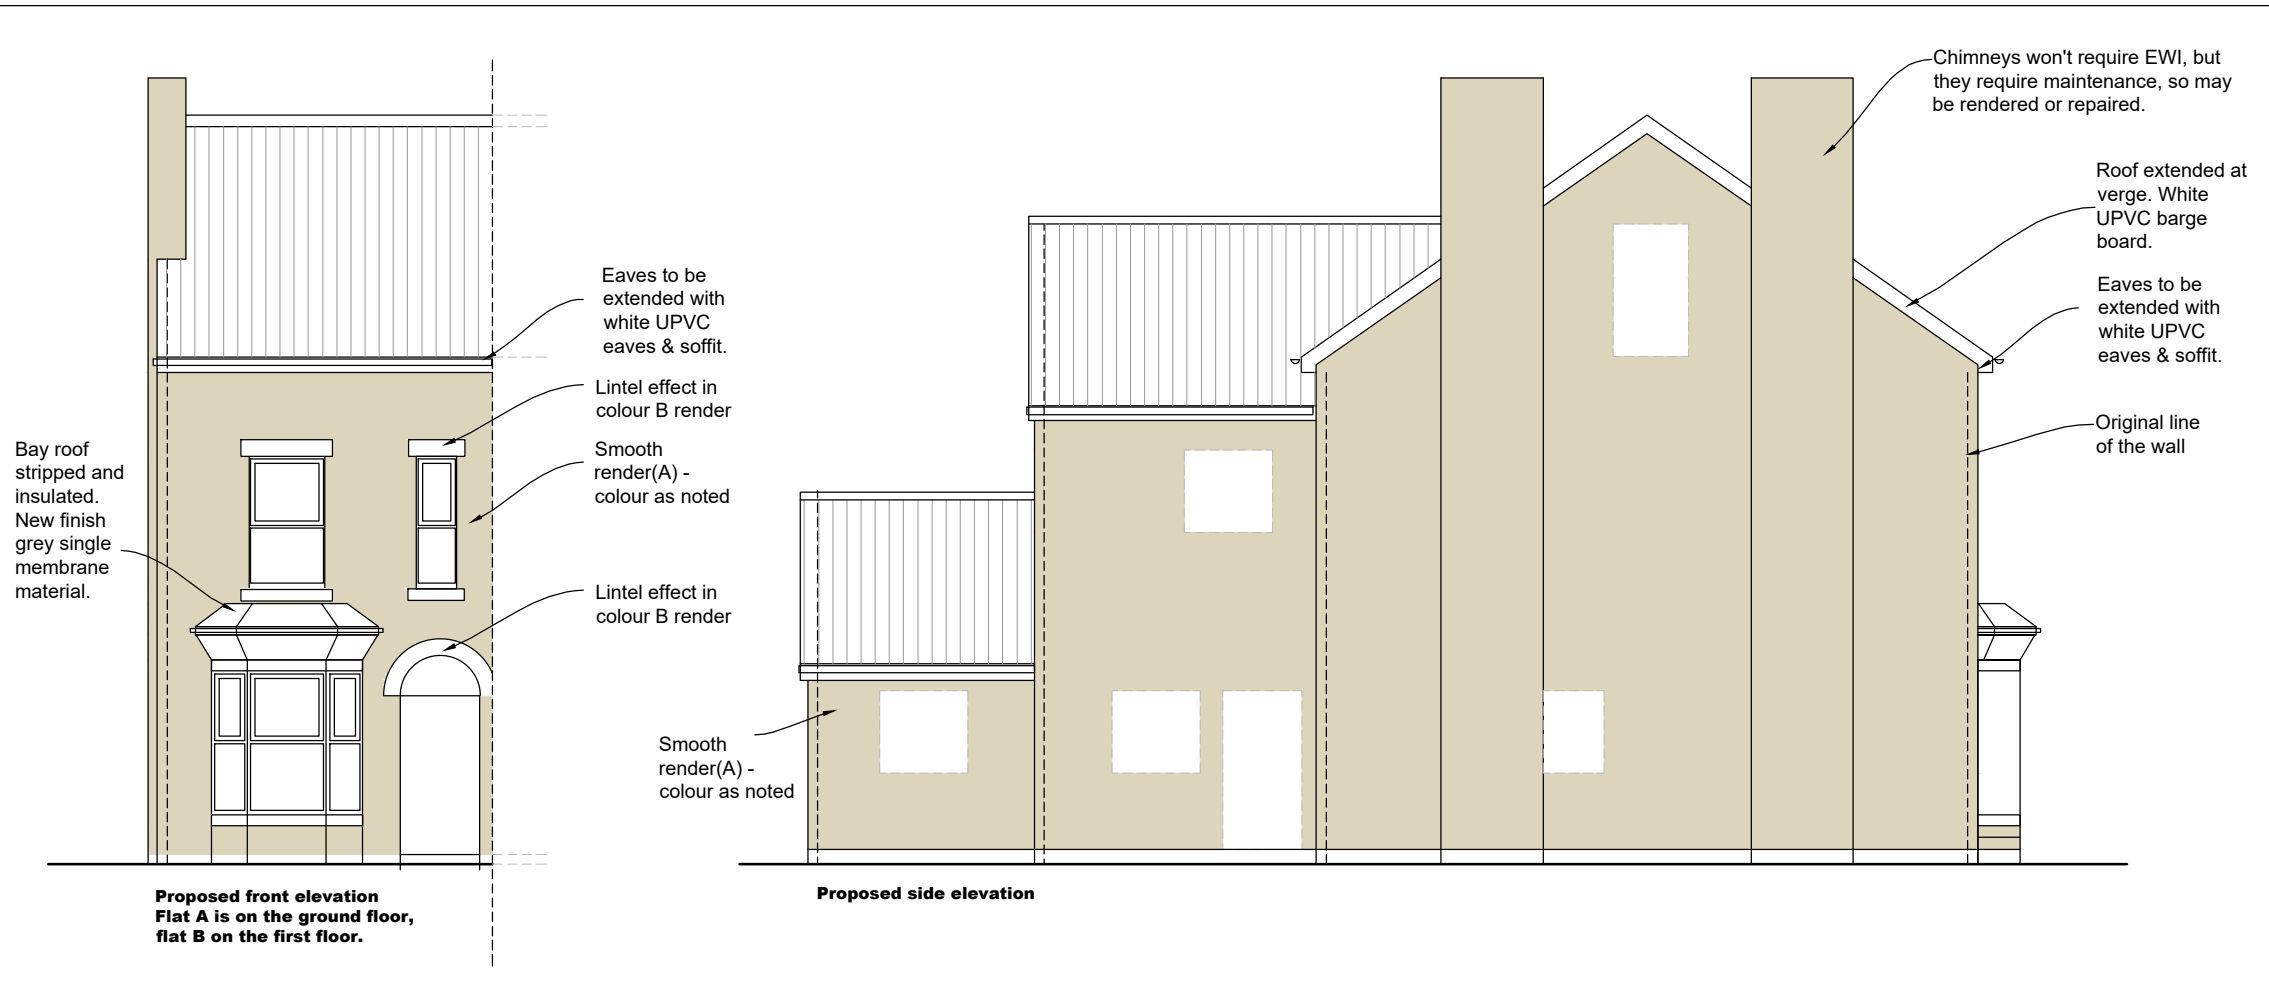 Chimneys won't require EWI, but
they require maintenance, so may
be rendered or repaired.
Roof extended at
verge. White
UPVC barge
board.
Eaves to be
extended with
white UPVC
eaves & soffit.
Eaves to be
extended with
white UPVC
eaves & soffit.
Lintel effect in
colour B render
Original line
of the wall
Bay roof
stripped and
insulated.
New finish
grey single
membrane
material.
Smooth
render(A) -
colour as noted
Lintel effect in
colour B render
Smooth
render(A) -
colour as noted
Proposed front elevation
Flat A is on the ground floor,
flat B on the first floor.
Proposed side elevation